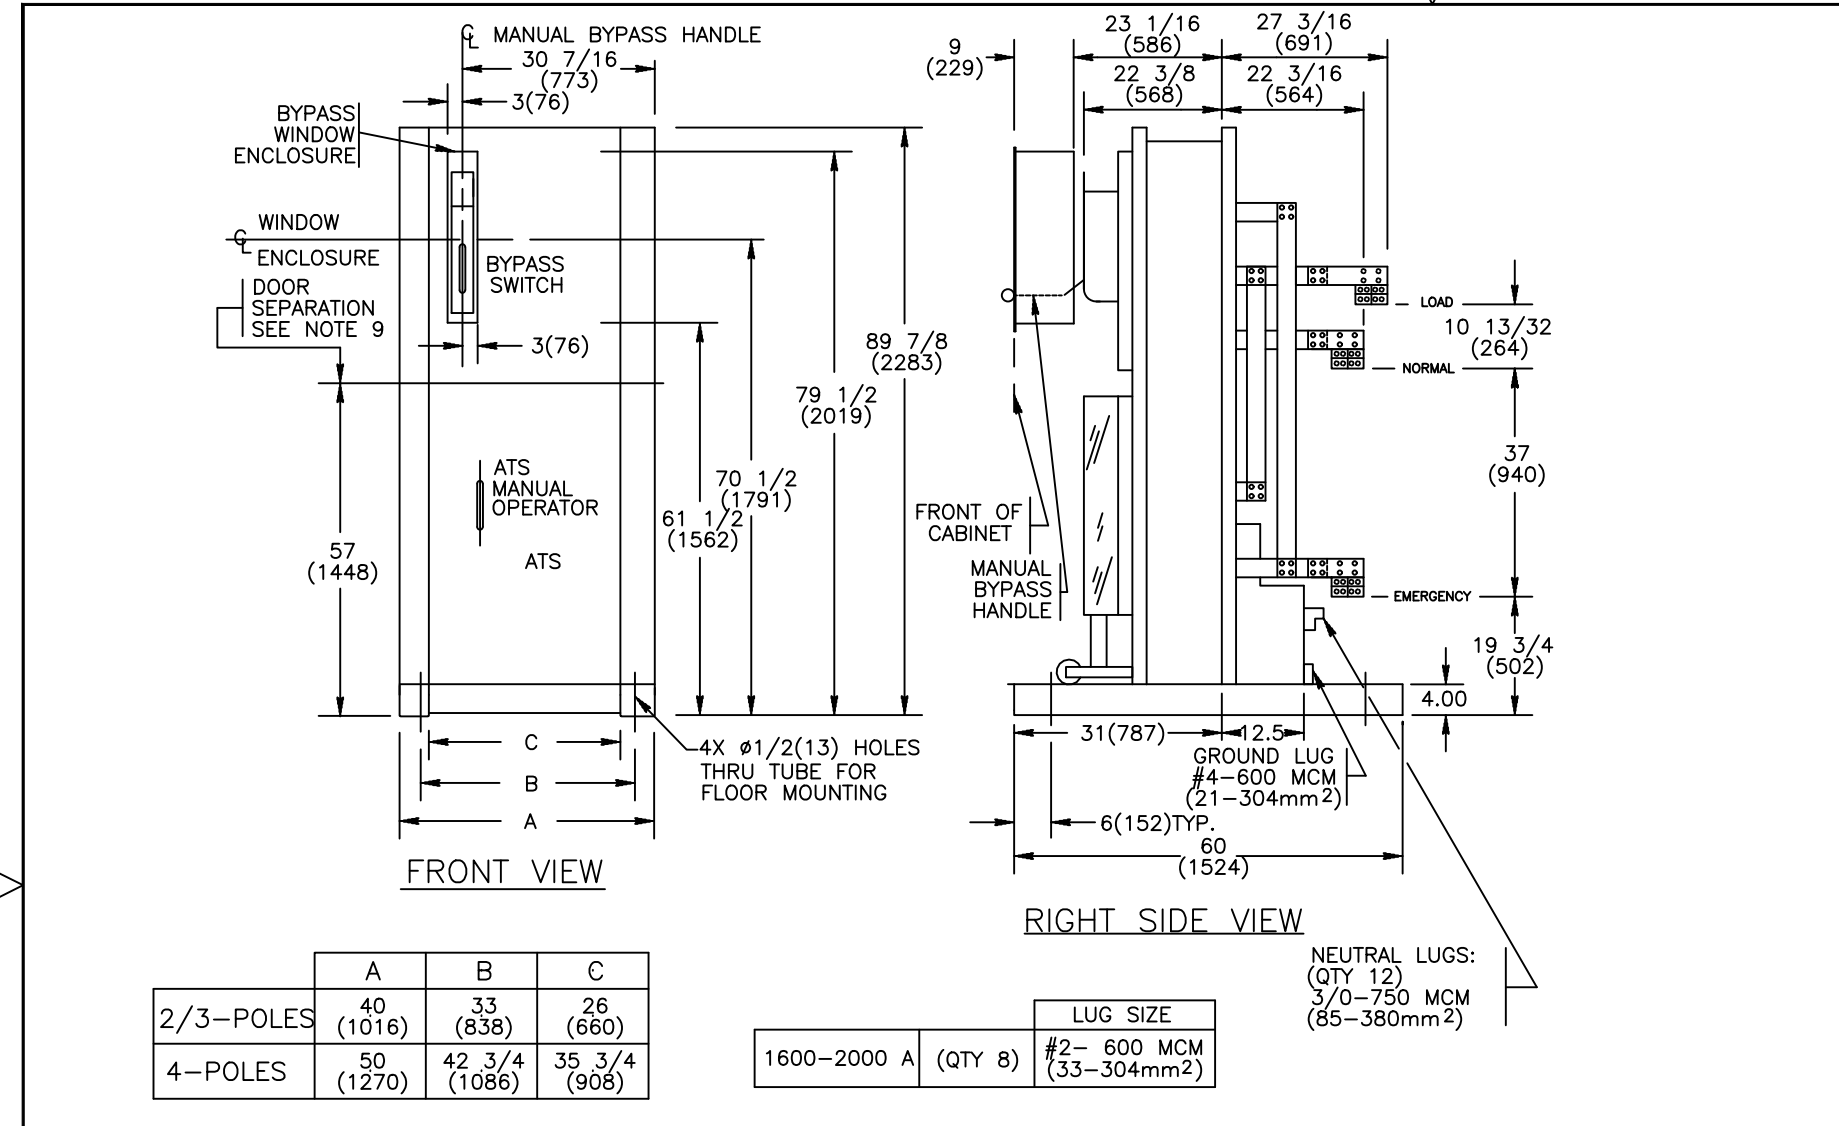 ℄ MANUAL BYPASS HANDLE
30 7/16
(773)
3(76)
BYPASS
WINDOW
ENCLOSURE
℄ WINDOW
ENCLOSURE
DOOR
SEPARATION
SEE NOTE 9
BYPASS
SWITCH
3(76)
89 7/8
(2283)
79 1/2
(2019)
70 1/2
(1791)
61 1/2
(1562)
ATS
MANUAL
OPERATOR
ATS
57
(1448)
C
B
A
4X ø1/2(13) HOLES
THRU TUBE FOR
FLOOR MOUNTING
FRONT VIEW
9
(229)
23 1/16
(586)
27 3/16
(691)
22 3/8
(568)
22 3/16
(564)
LOAD
10 13/32
(264)
NORMAL
37
(940)
EMERGENCY
19 3/4
(502)
4.00
FRONT OF
CABINET
MANUAL
BYPASS
HANDLE
31(787)
12.5
GROUND LUG
#4-600 MCM
(21-304mm²)
6(152)TYP.
60
(1524)
RIGHT SIDE VIEW
NEUTRAL LUGS:
(QTY 12)
3/0-750 MCM
(85-380mm²)
A B C
2/3-POLES 40 (1016) 33 (838) 26 (660)
4-POLES 50 (1270) 42 3/4 (1086) 35 3/4 (908)
LUG SIZE
1600-2000 A (QTY 8) #2- 600 MCM
(33-304mm²)